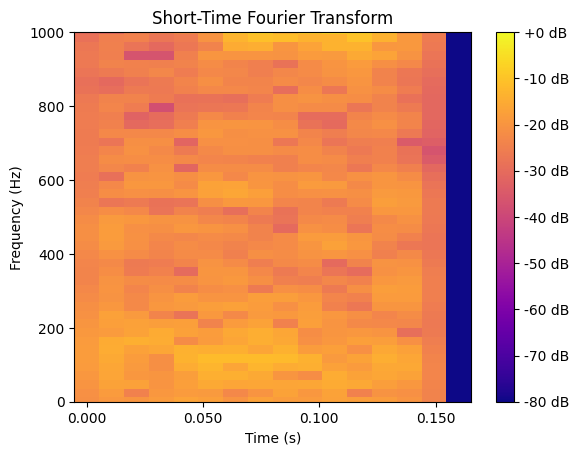 Short-Time Fourier Transform
1000
800
600
400
200
0
Frequency (Hz)
0.000
0.050
0.100
0.150
Time (s)
+0 dB
-10 dB
-20 dB
-30 dB
-40 dB
-50 dB
-60 dB
-70 dB
-80 dB